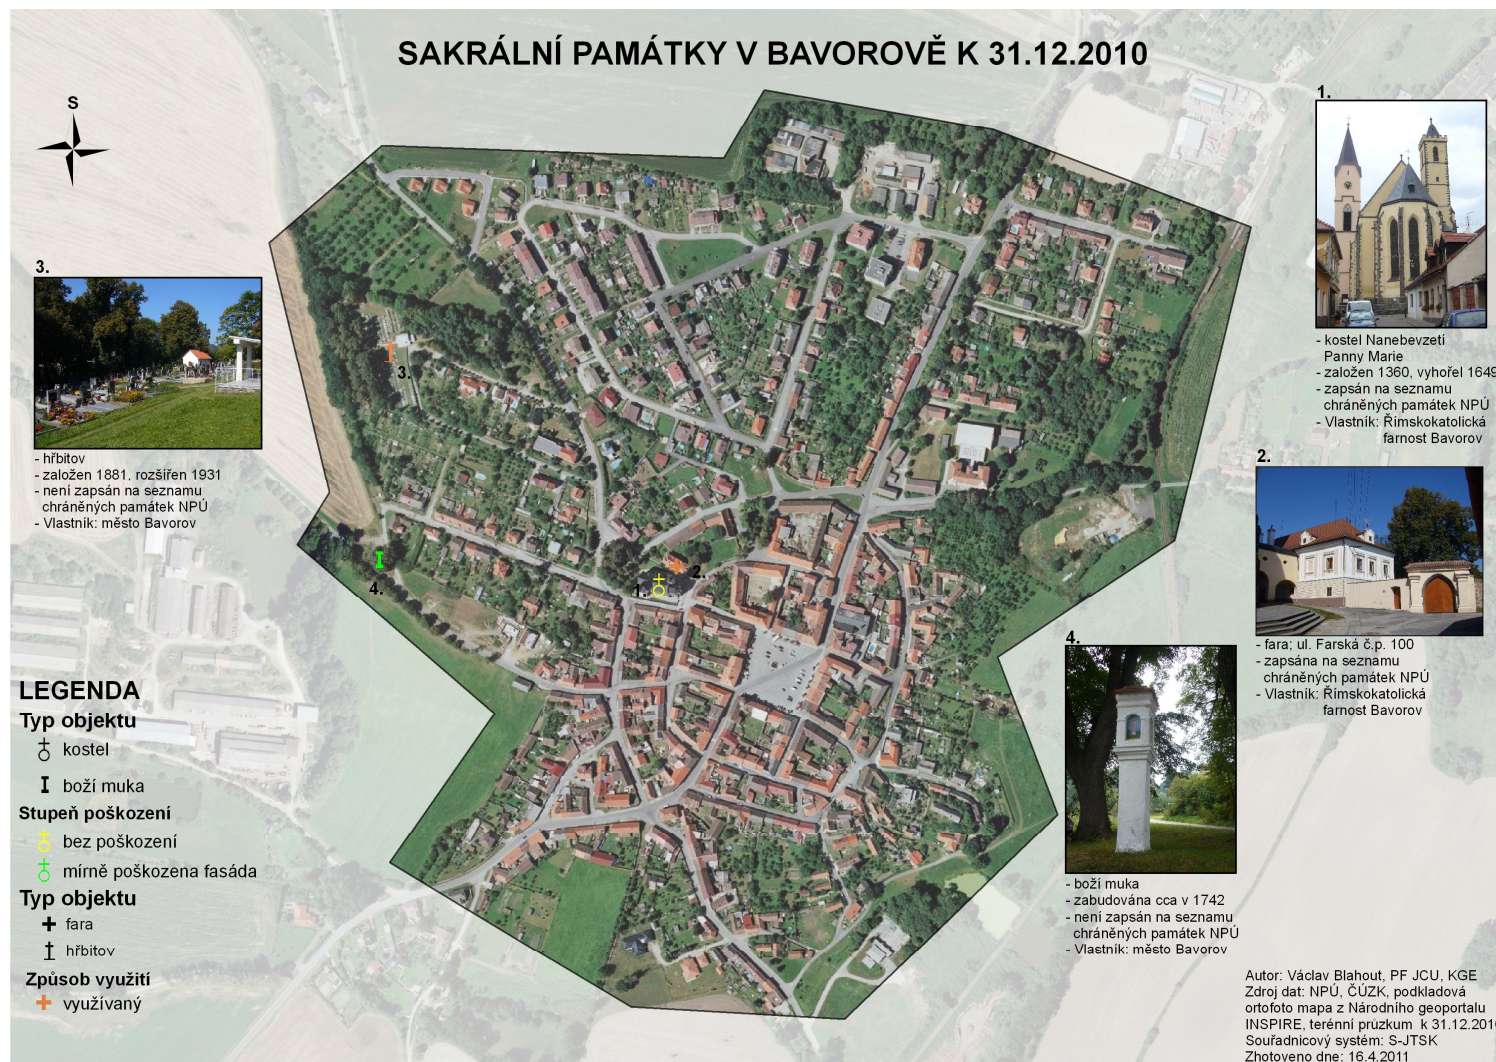 SAKRÁLNÍ PAMÁTKY V BAVOROVĚ K 31.12.2010
S
1.
- kostel Nanebevzetí
Panny Marie
- založen 1360, vyhořel 1649
- zapsán na seznamu
chráněných památek NPÚ
- Vlastník: Římskokatolická
farnost Bavorov
2.
- fara; ul. Farská č.p. 100
- zapsána na seznamu
chráněných památek NPÚ
- Vlastník: Římskokatolická
farnost Bavorov
3.
- hřbitov
- založen 1881, rozšířen 1931
- není zapsán na seznamu
chráněných památek NPÚ
- Vlastník: město Bavorov
4.
- boží muka
- zabudována cca v 1742
- není zapsán na seznamu
chráněných památek NPÚ
- Vlastník: město Bavorov
3.
4.
1.
2.
LEGENDA
Typ objektu
kostel
boží muka
Stupeň poškození
bez poškození
mírně poškozena fasáda
Typ objektu
fara
hřbitov
Způsob využití
využívaný
Autor: Václav Blahout, PF JCU, KGE
Zdroj dat: NPÚ, ČÚZK, podkladová
ortofoto mapa z Národního geoportalu
INSPIRE, terénní průzkum k 31.12.2010
Souřadnicový systém: S-JTSK
Zhotoveno dne: 16.4.2011